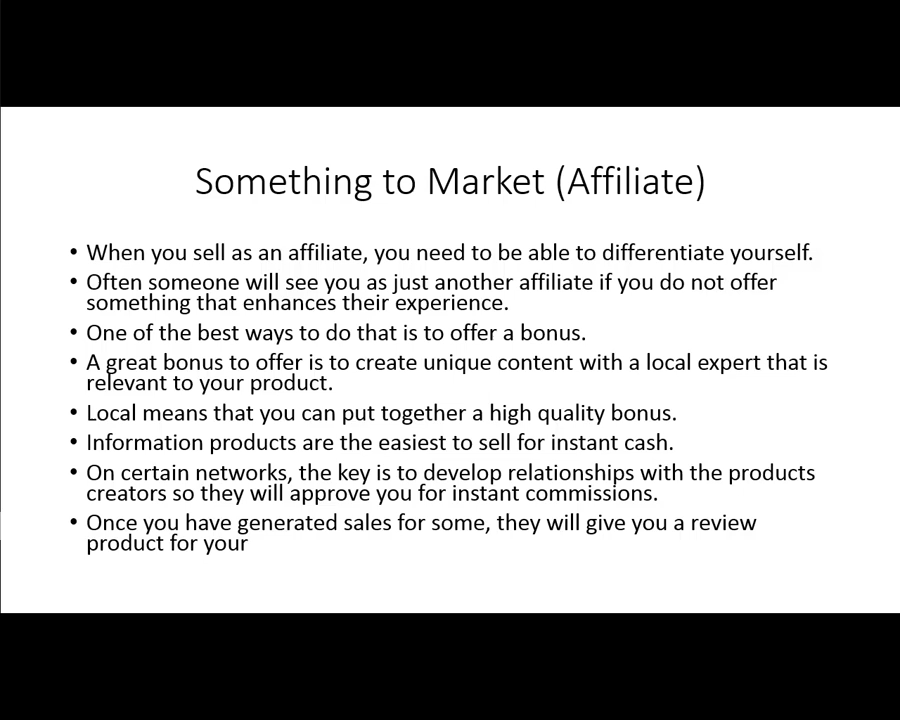 Something to Market (Affiliate)
• When you sell as an affiliate, you need to be able to differentiate yourself.
• Often someone will see you as just another affiliate if you do not offer
something that enhances their experience.
• One of the best ways to do that is to offer a bonus.
• A great bonus to offer is to create unique content with a local expert that is
relevant to your product.
• Local means that you can put together a high quality bonus.
• Information products are the easiest to sell for instant cash.
• On certain networks, the key is to develop relationships with the products
creators so they will approve you for instant commissions.
• Once you have generated sales for some, they will give you a review
product for your